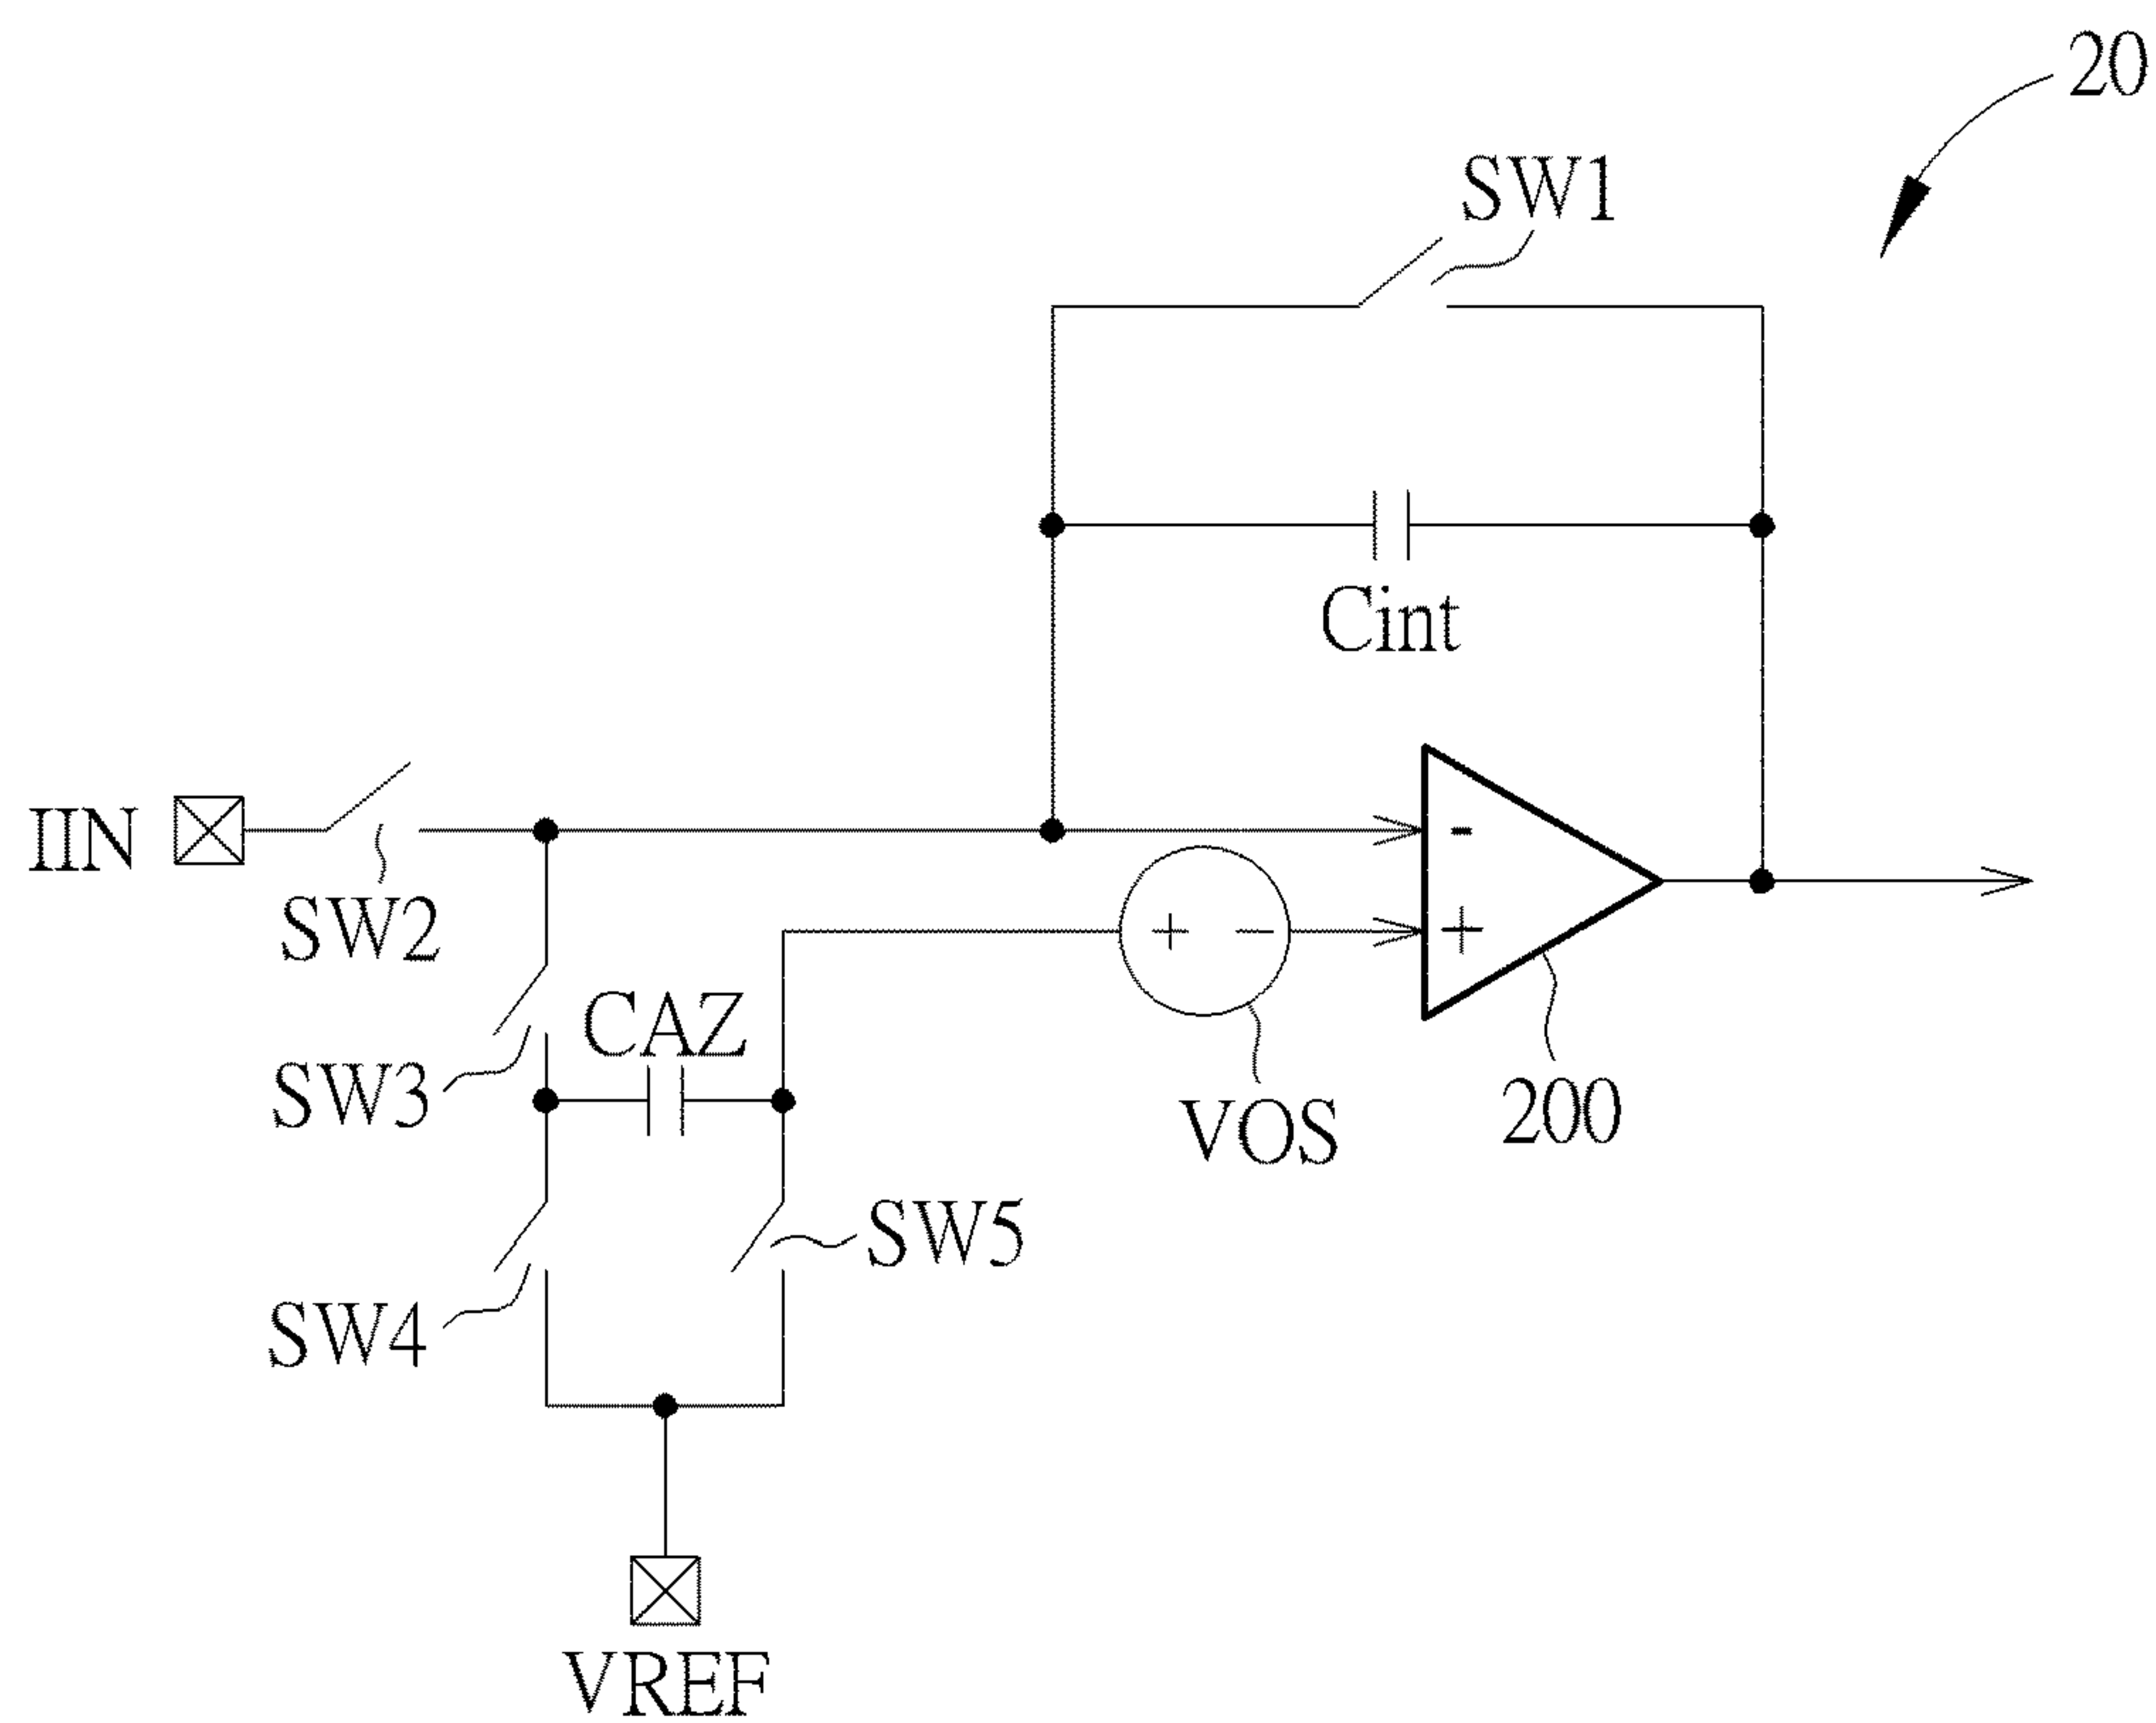 20
SW1
Cint
IIN
-
SW2
+ −
+
CAZ
SW3
VOS
200
SW5
SW4
VREF